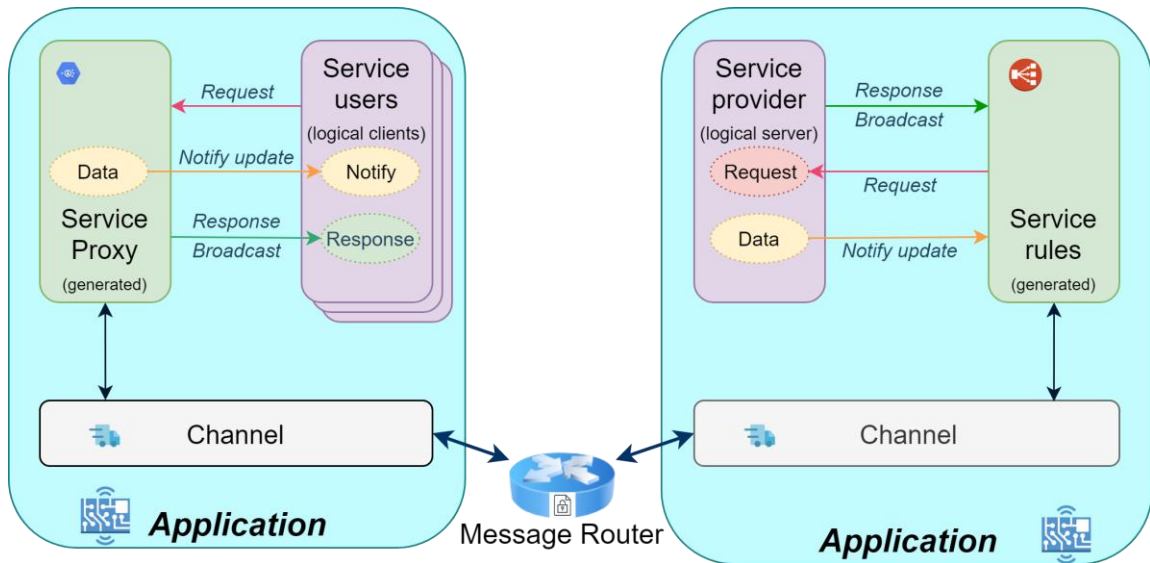 Service
users
(logical clients)
Request
Data
Notify update
Notify
Service
Proxy
(generated)
Response
Broadcast
Response
Channel
Application
Message Router
Service
provider
(logical server)
Response
Broadcast
Request
Request
Data
Notify update
Service
rules
(generated)
Channel
Application